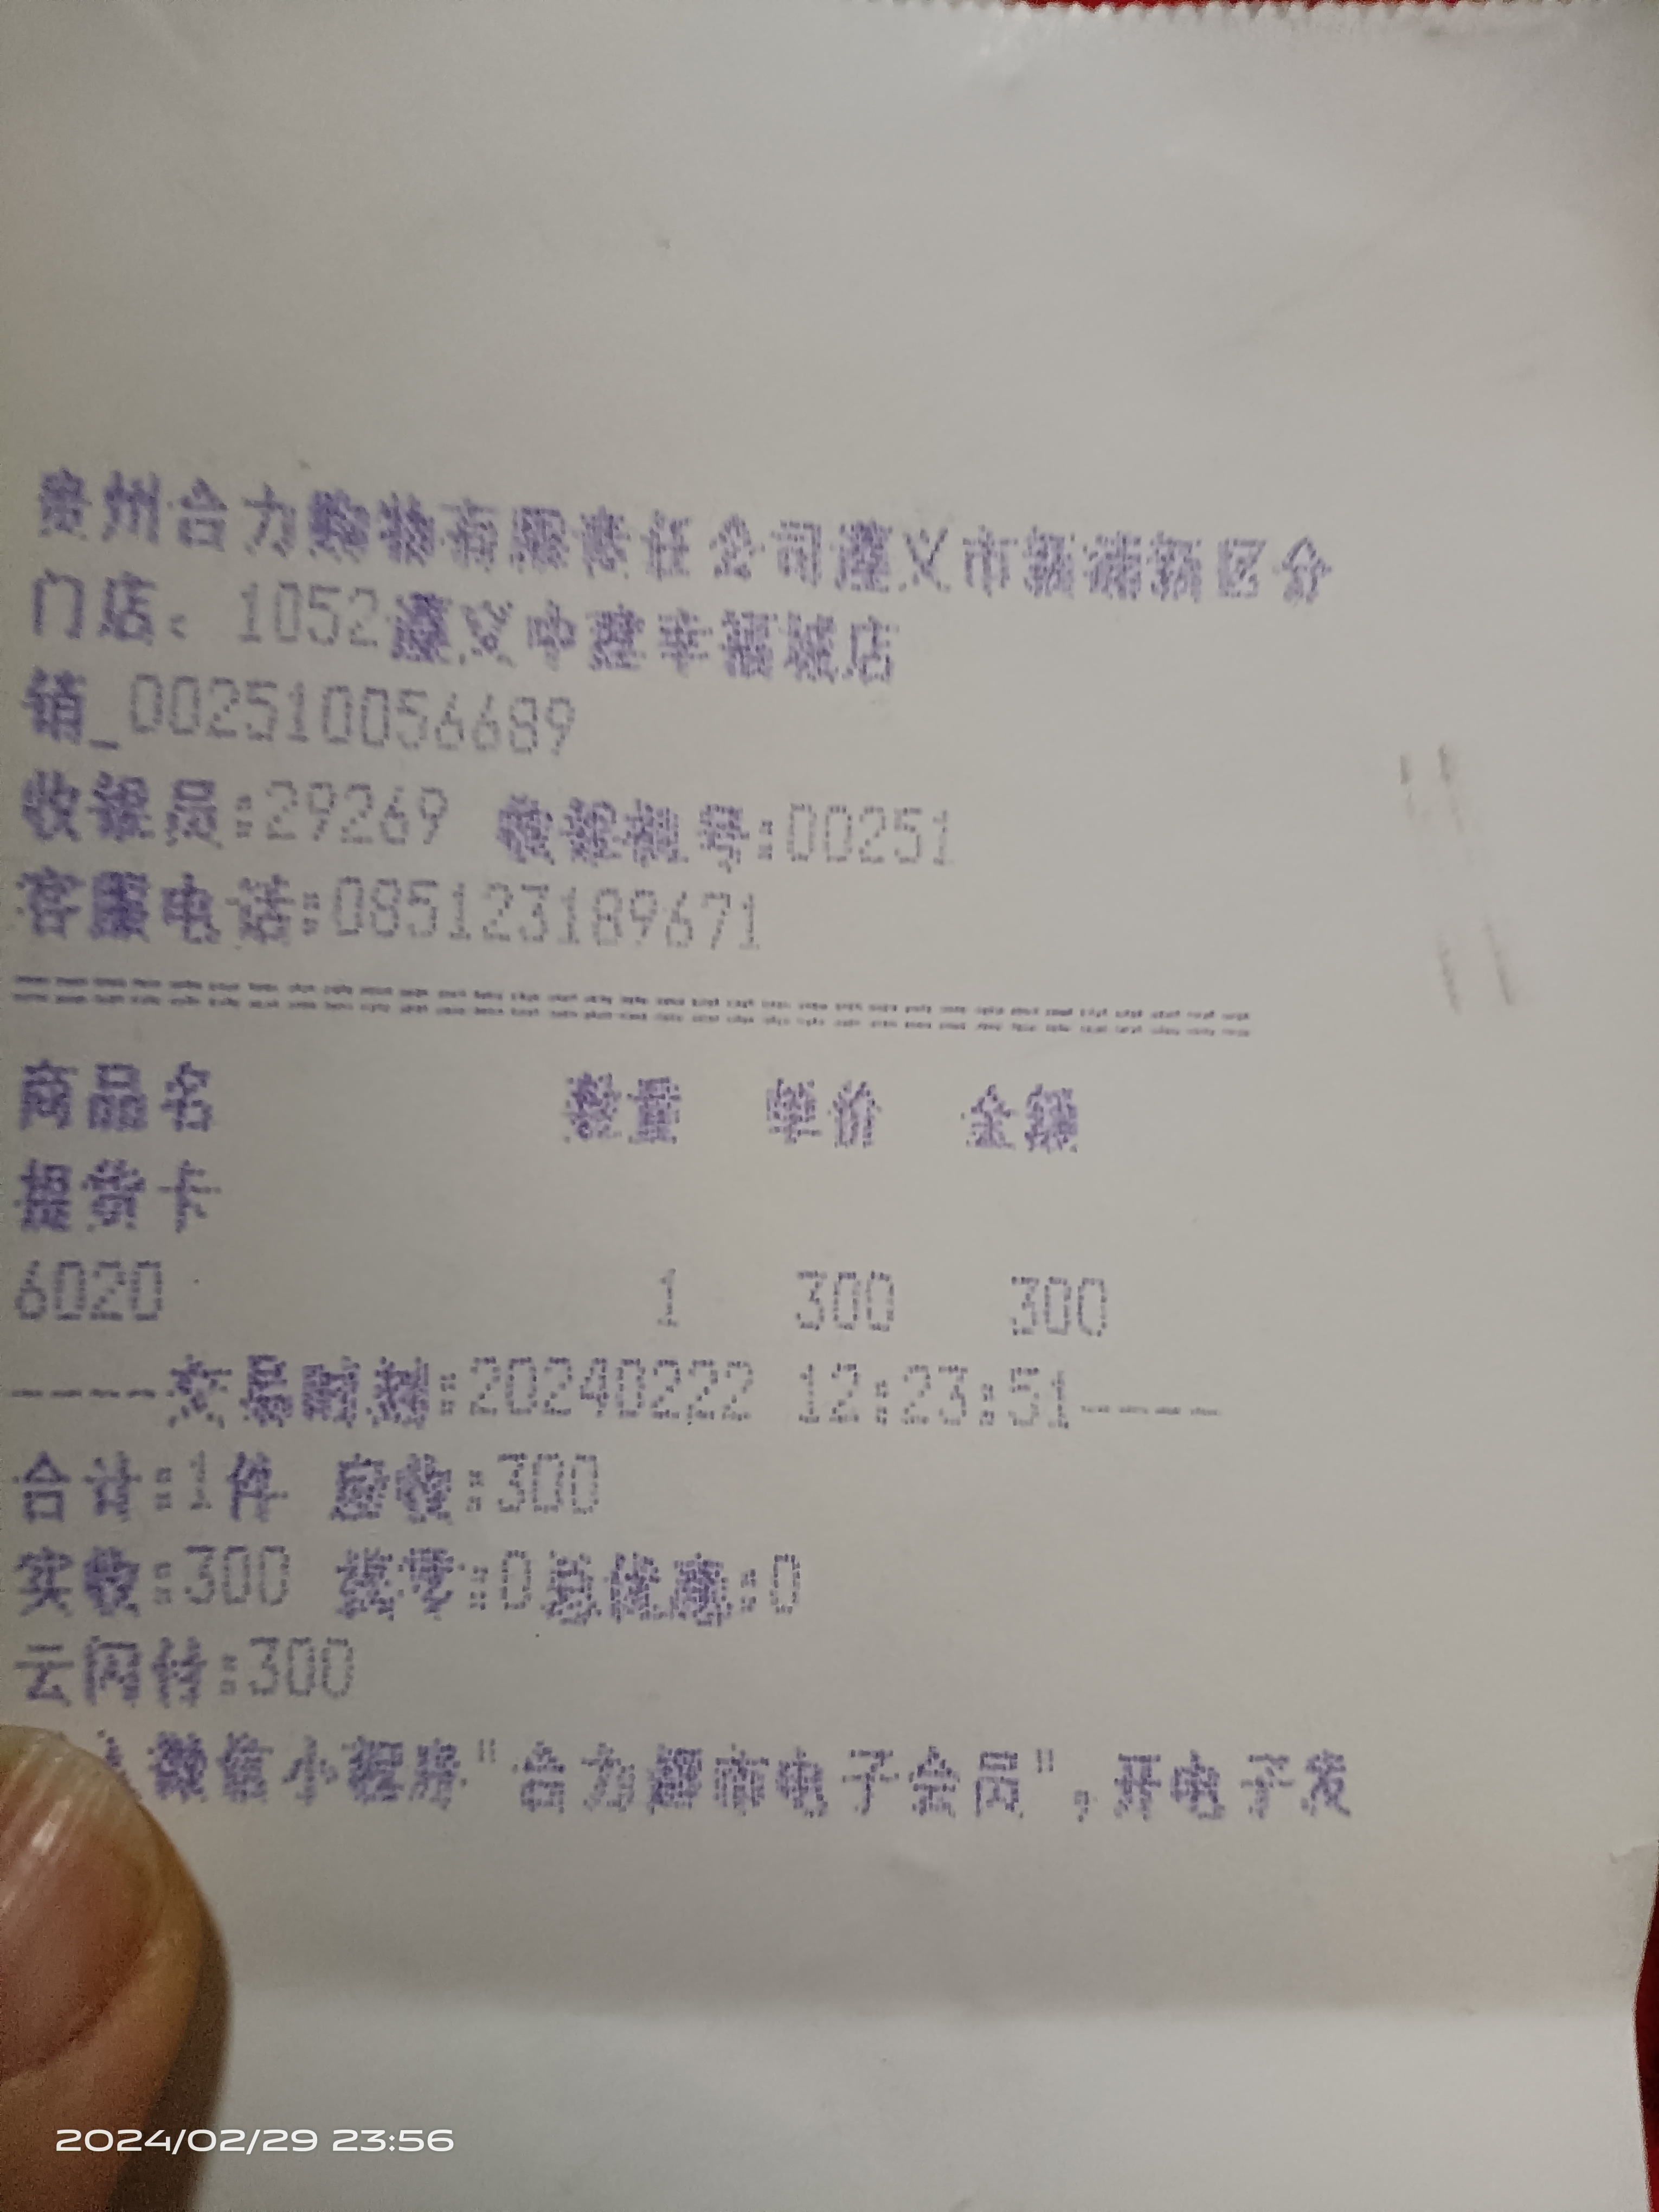 贵州合力购物有限责任公司遵义市新蒲新区分
门店：1052遵义中建幸福城店
销_002510056689
收银员:29269 收银机号:00251
客服电话:085123189671
商品名 数量 单价 金额
提货卡
6020 1 300 300
----交易时刻:20240222 12:23:51----
合计:1件 应收:300
实收:300 找零:0总优惠:0
云闪付:300
微信小程序"合力超市电子会员",开电子发
2024/02/29 23:56